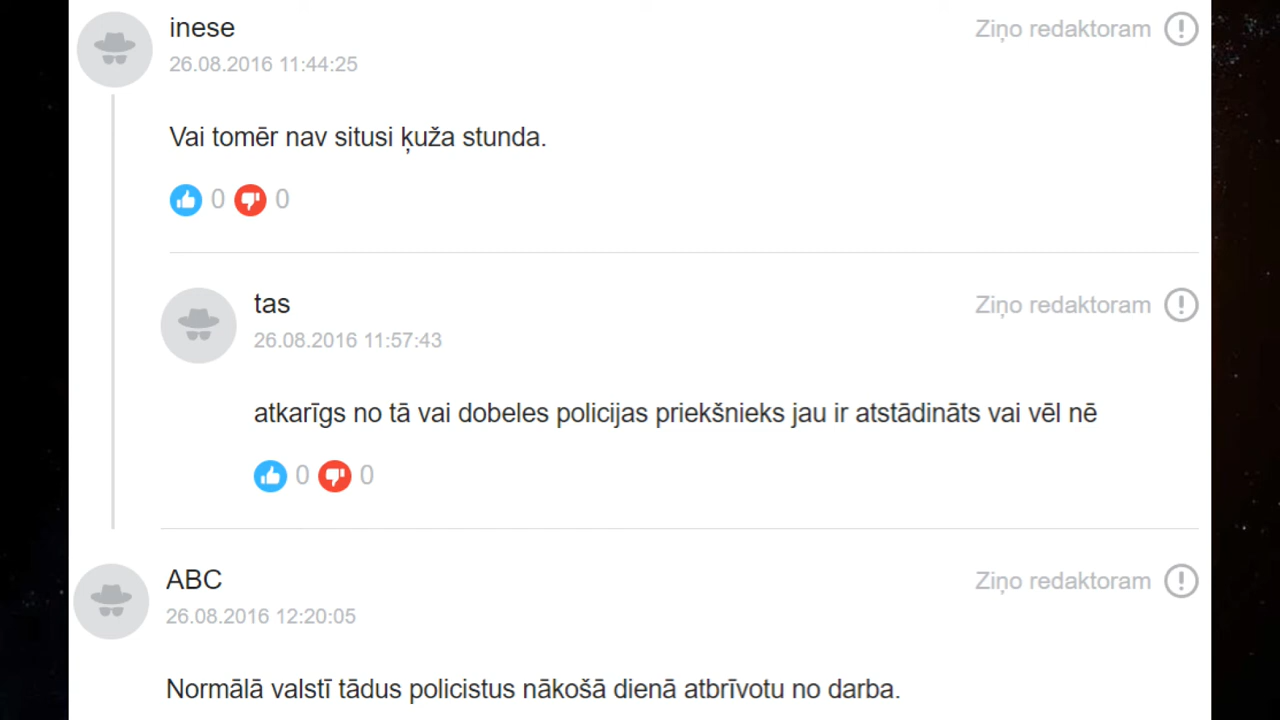 inese
Ziņo redaktoram
26.08.2016 11:44:25
Vai tomēr nav situsi ķuža stunda.
0 0
tas
Ziņo redaktoram
26.08.2016 11:57:43
atkarīgs no tā vai dobeles policijas priekšnieks jau ir atstādināts vai vēl nē
0 0
ABC
Ziņo redaktoram
26.08.2016 12:20:05
Normālā valstī tādus policistus nākošā dienā atbrīvotu no darba.